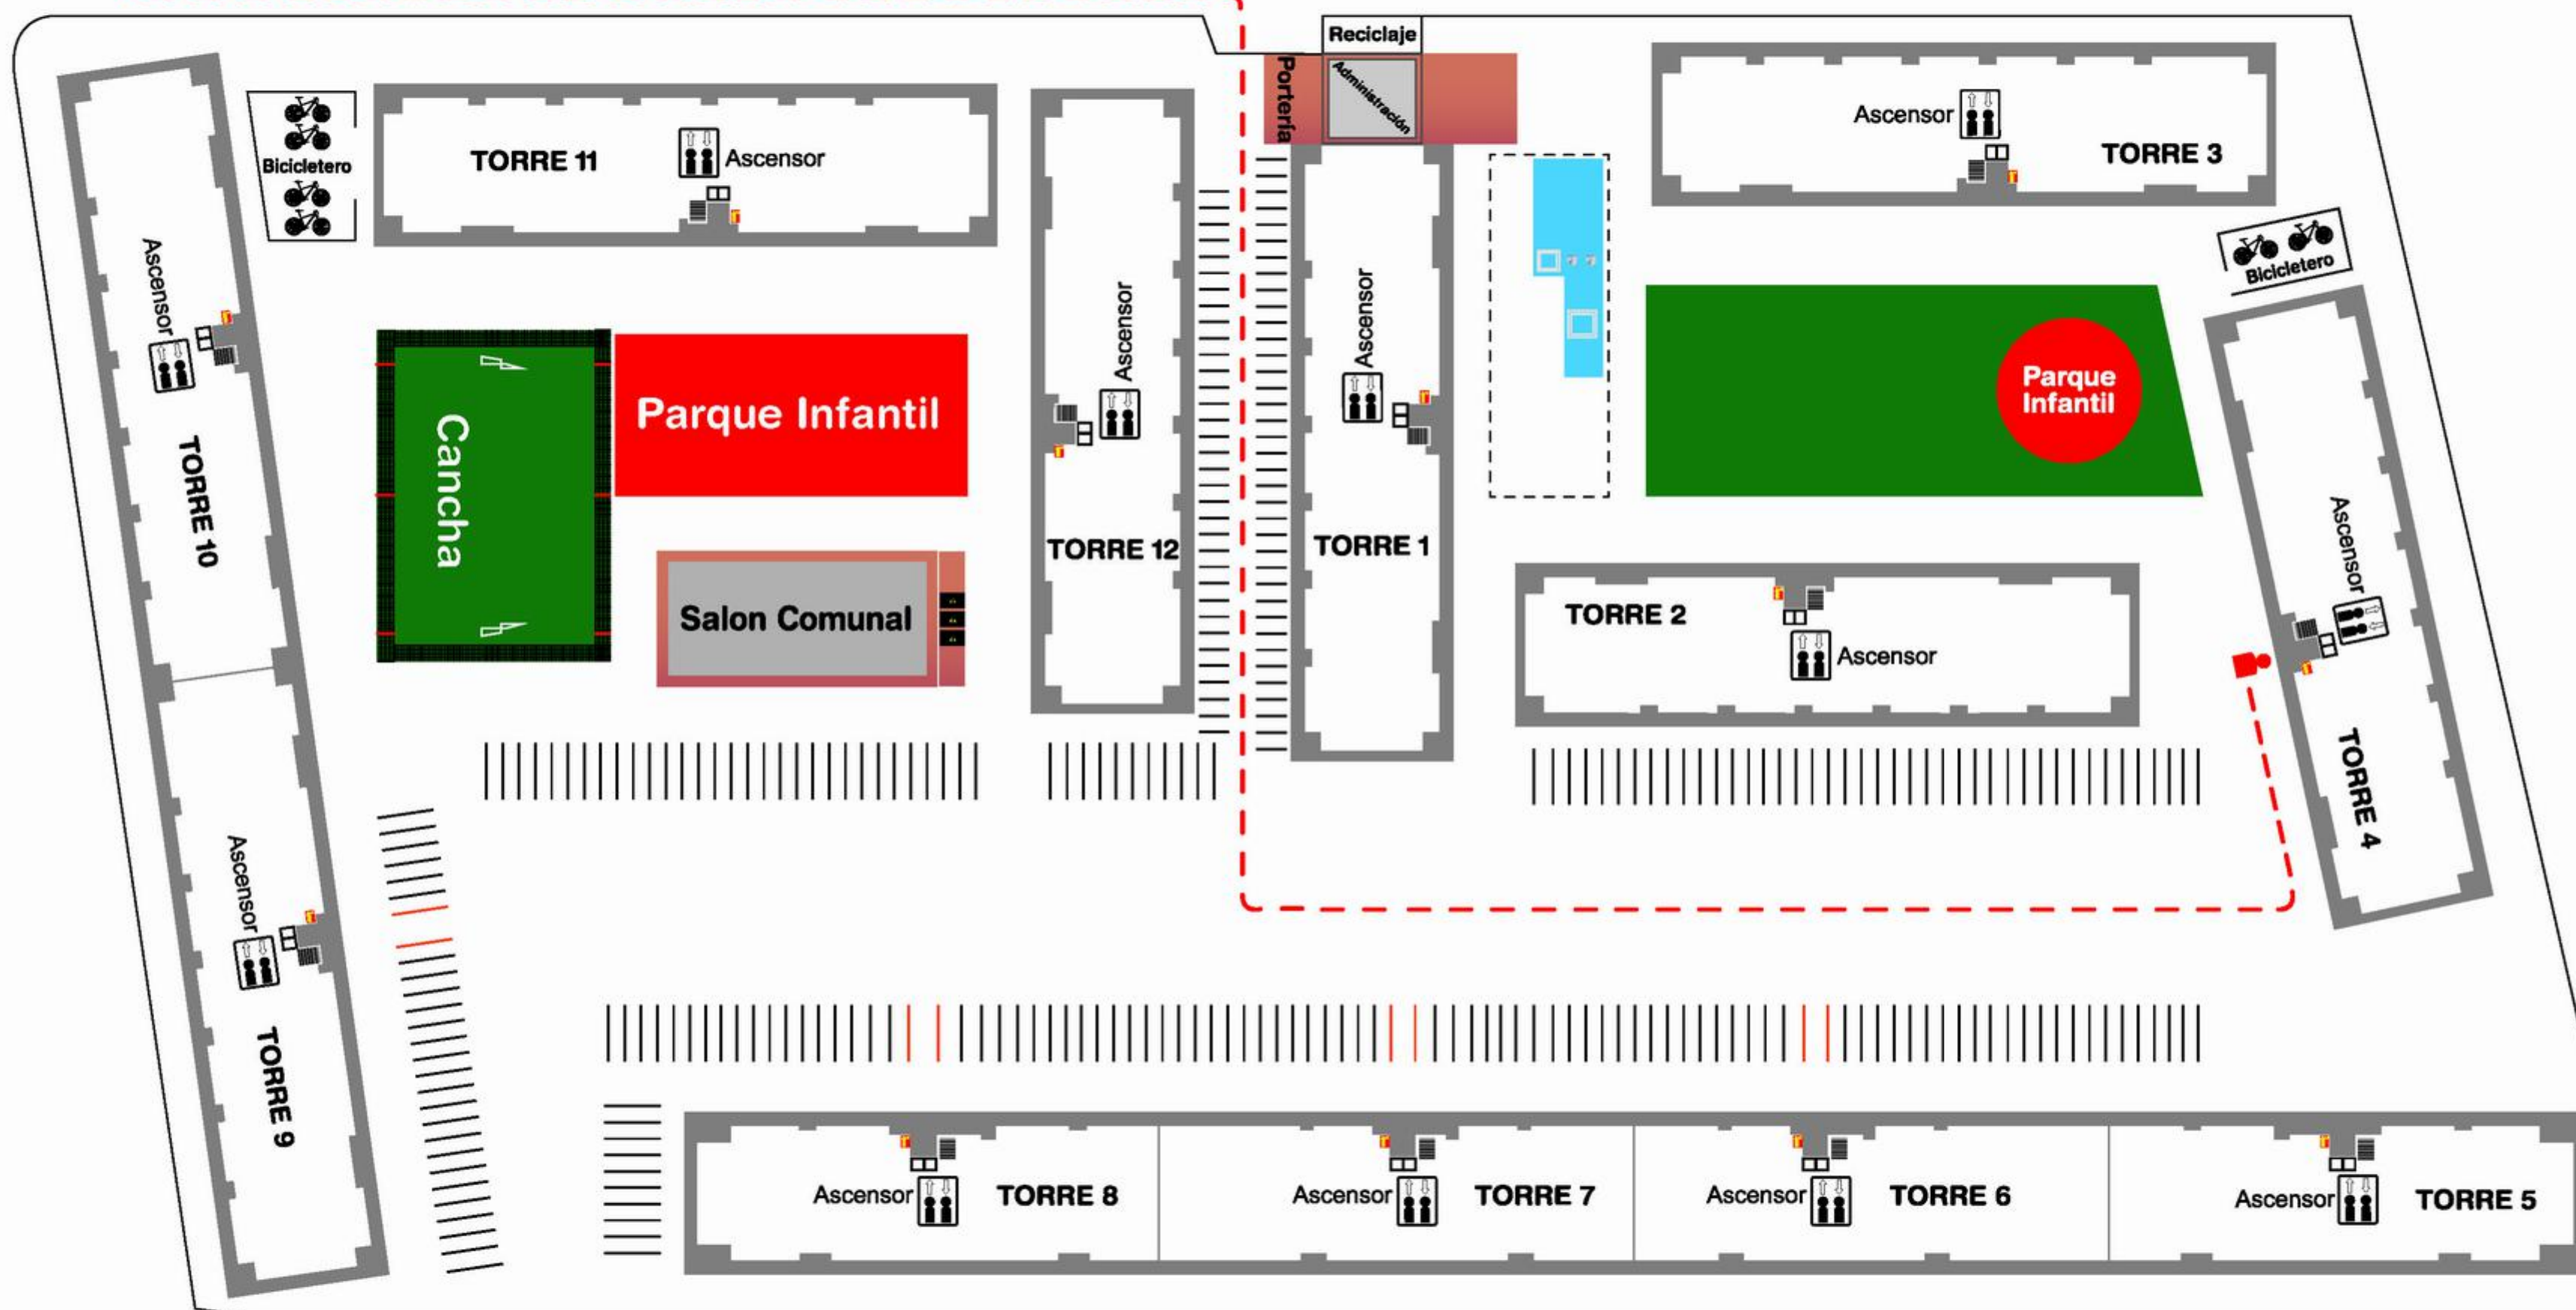 Reciclaje
Portería
Administración
Bicicletero
TORRE 11
Ascensor
Ascensor
TORRE 3
Ascensor
TORRE 10
Cancha
Parque Infantil
Ascensor
TORRE 12
Ascensor
TORRE 1
Bicicletero
Parque
Infantil
Salon Comunal
TORRE 2
Ascensor
Ascensor
TORRE 4
Ascensor
TORRE 9
Ascensor
TORRE 8
Ascensor
TORRE 7
Ascensor
TORRE 6
Ascensor
TORRE 5